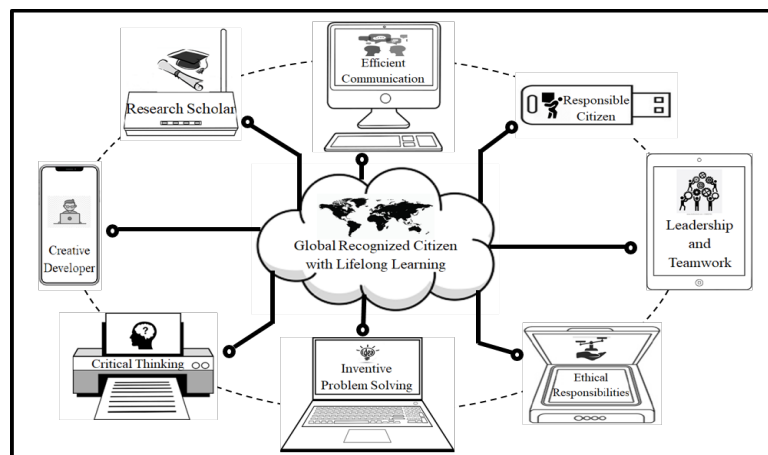 Research Scholar
Efficient
Communication
Responsible
Citizen
Creative
Developer
Global Recognized Citizen
with Lifelong Learning
Leadership
and
Teamwork
Critical Thinking
?
Inventive
Problem Solving
Ethical
Responsibilities